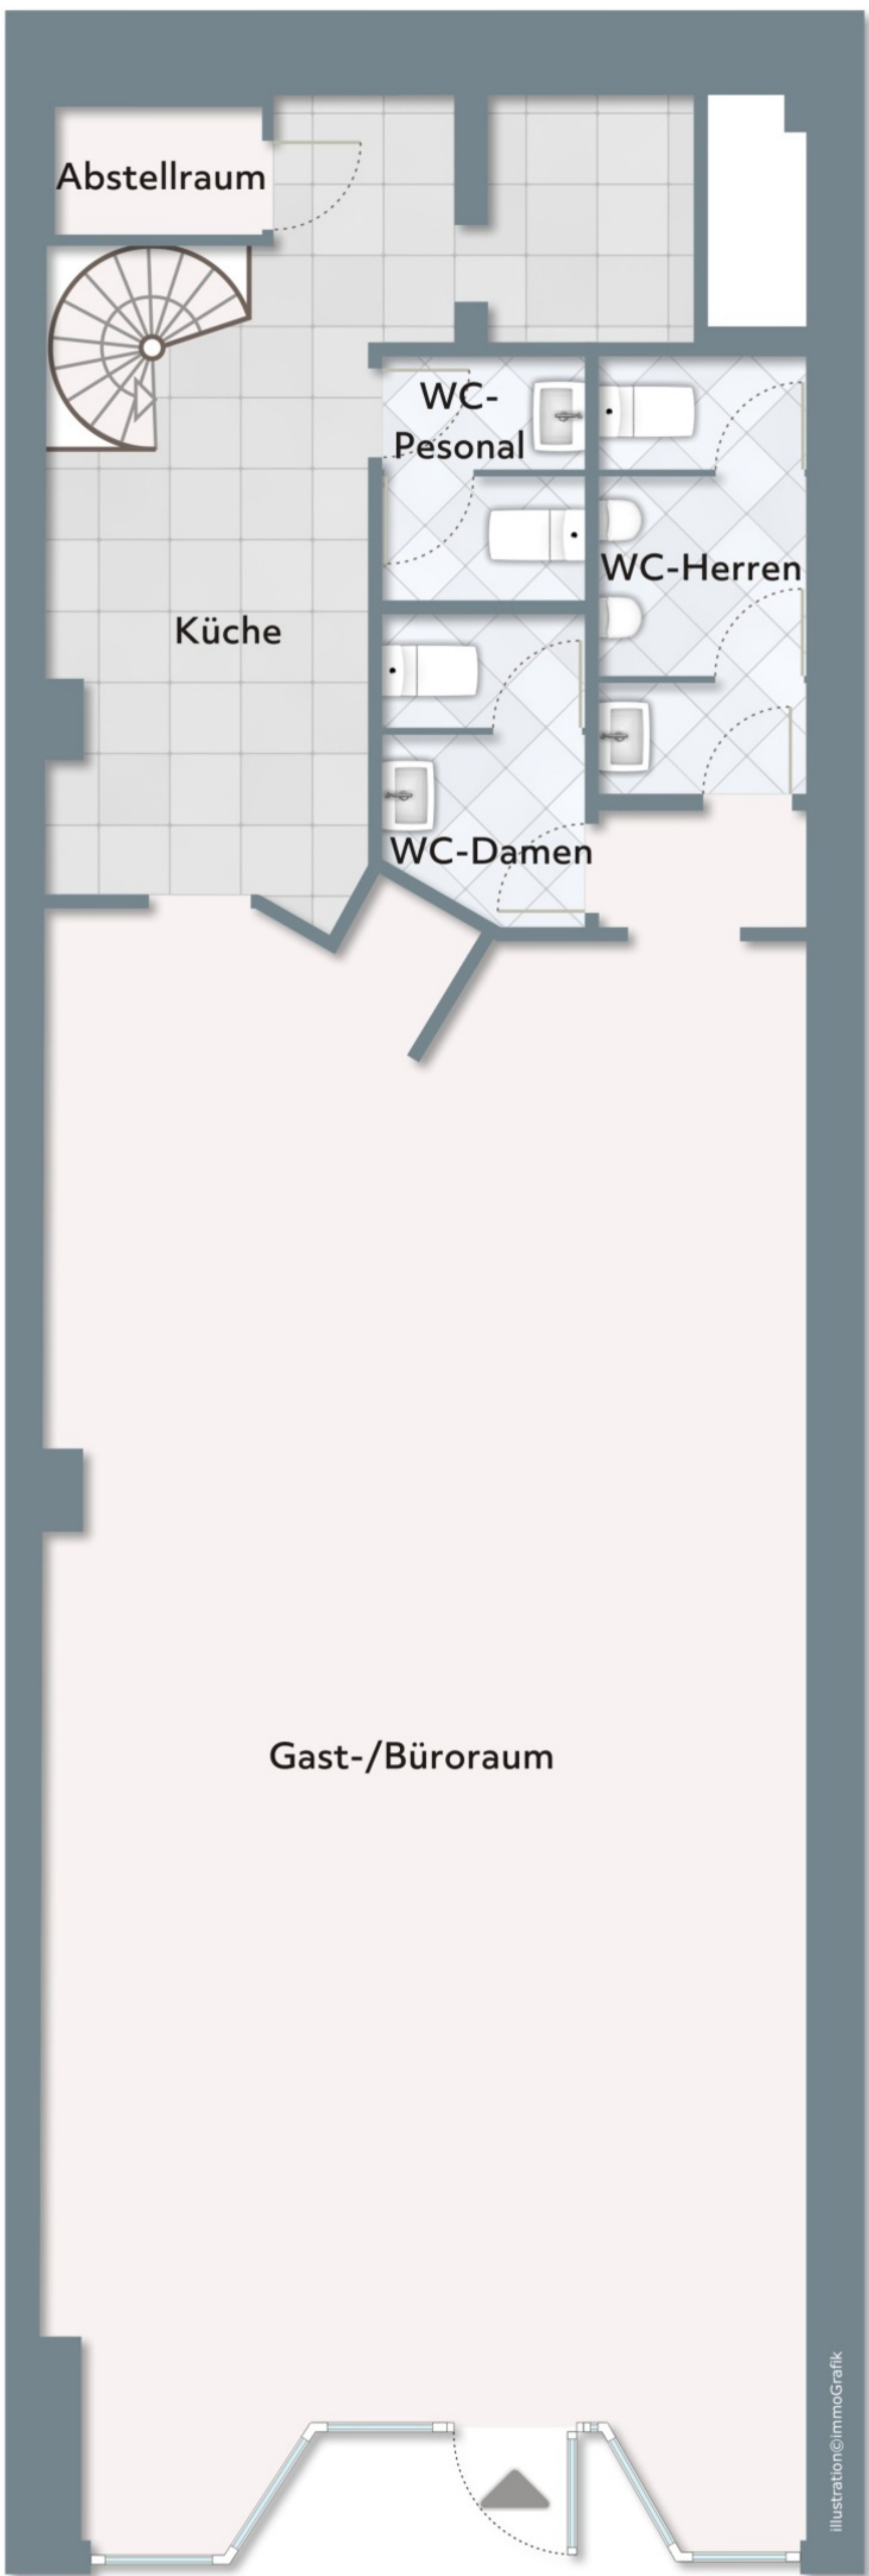 Abstellraum
WC-
Pesonal
WC-Herren
Küche
WC-Damen
Gast-/Büroraum
illustration©immoGrafik